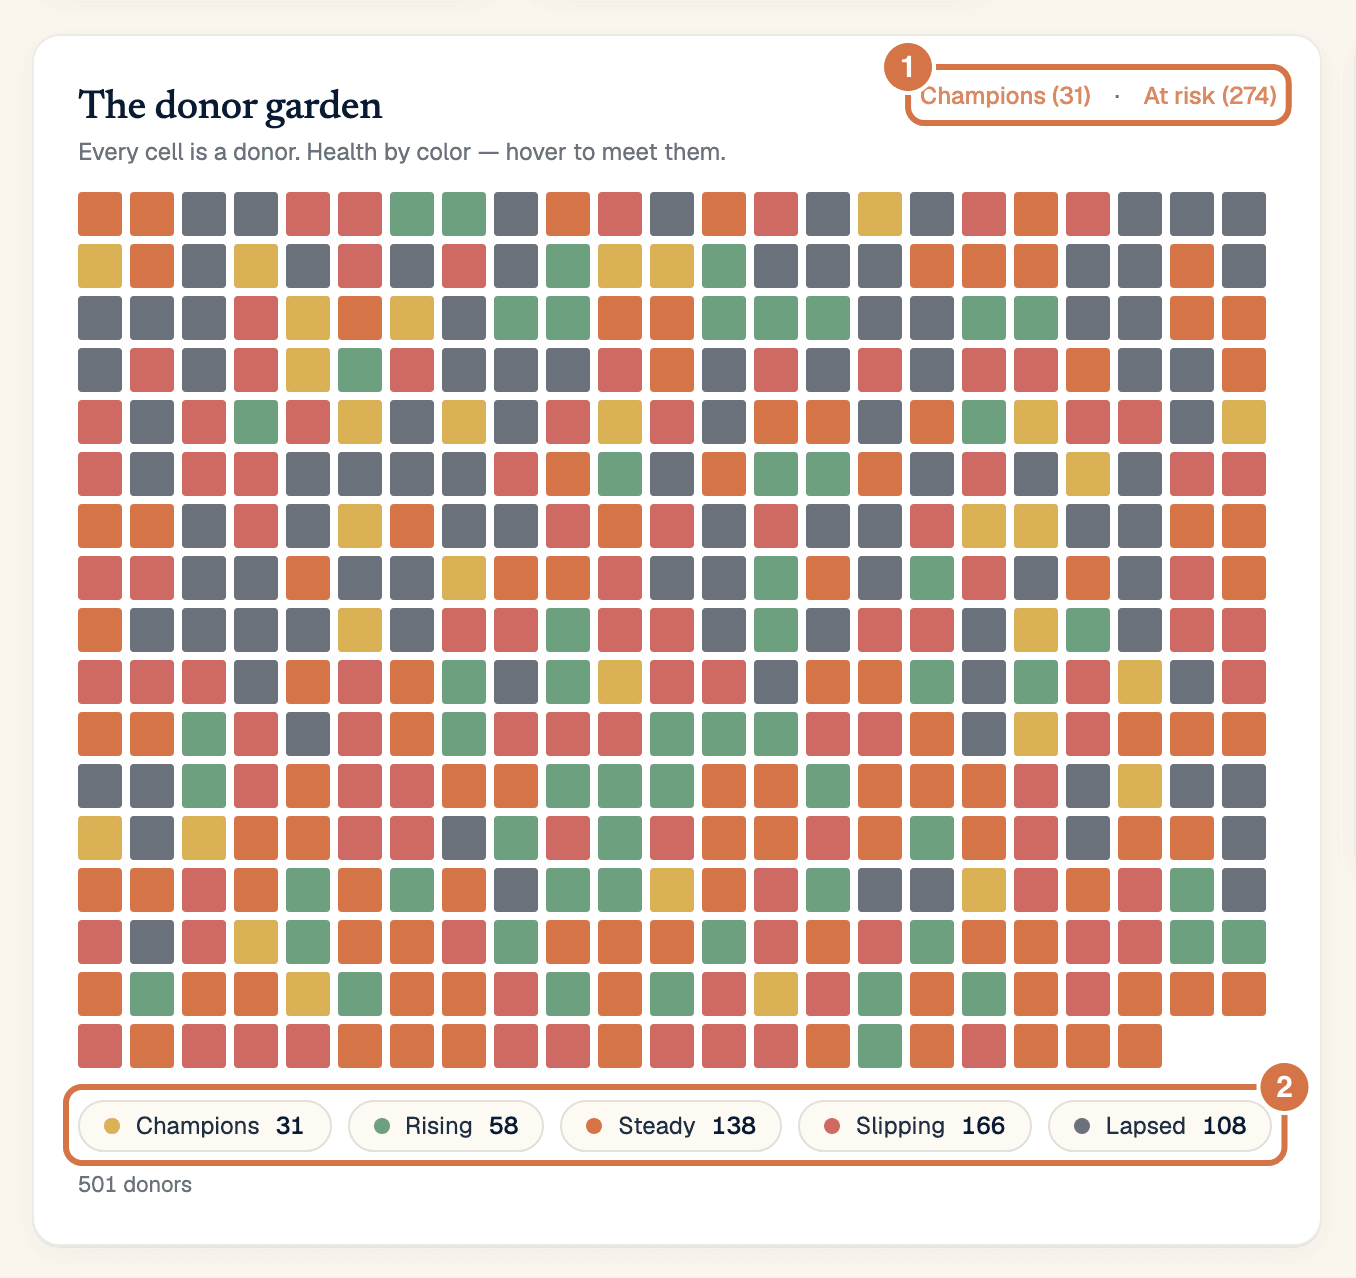 1
Champions (31) · At risk (274)
The donor garden
Every cell is a donor. Health by color — hover to meet them.
2
Champions 31 Rising 58 Steady 138 Slipping 166 Lapsed 108
501 donors